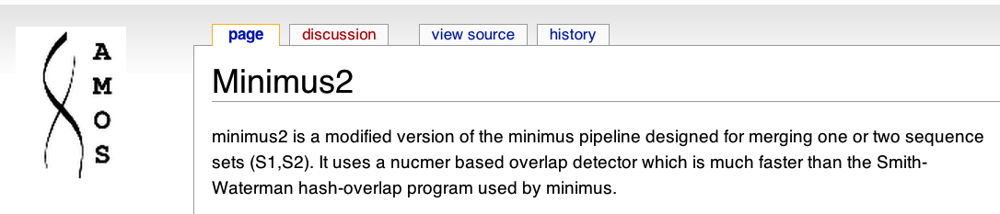 A
M
O
S
page discussion view source history
Minimus2
minimus2 is a modified version of the minimus pipeline designed for merging one or two sequence
sets (S1,S2). It uses a nucmer based overlap detector which is much faster than the Smith-
Waterman hash-overlap program used by minimus.